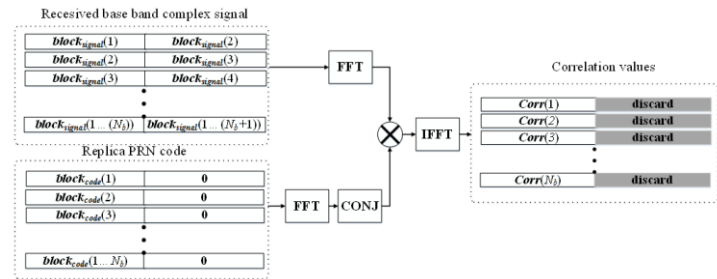 Recesived base band complex signal
block_signal(1) block_signal(2)
block_signal(2) block_signal(3)
block_signal(3) block_signal(4)
block_signal(1... (N_b)) block_signal(1... (N_b+1))
Replica PRN code
block_code(1) 0
block_code(2) 0
block_code(3) 0
block_code(1... N_b) 0
FFT
FFT CONJ
IFFT
Correlation values
Corr(1) discard
Corr(2) discard
Corr(3) discard
Corr(N_b) discard